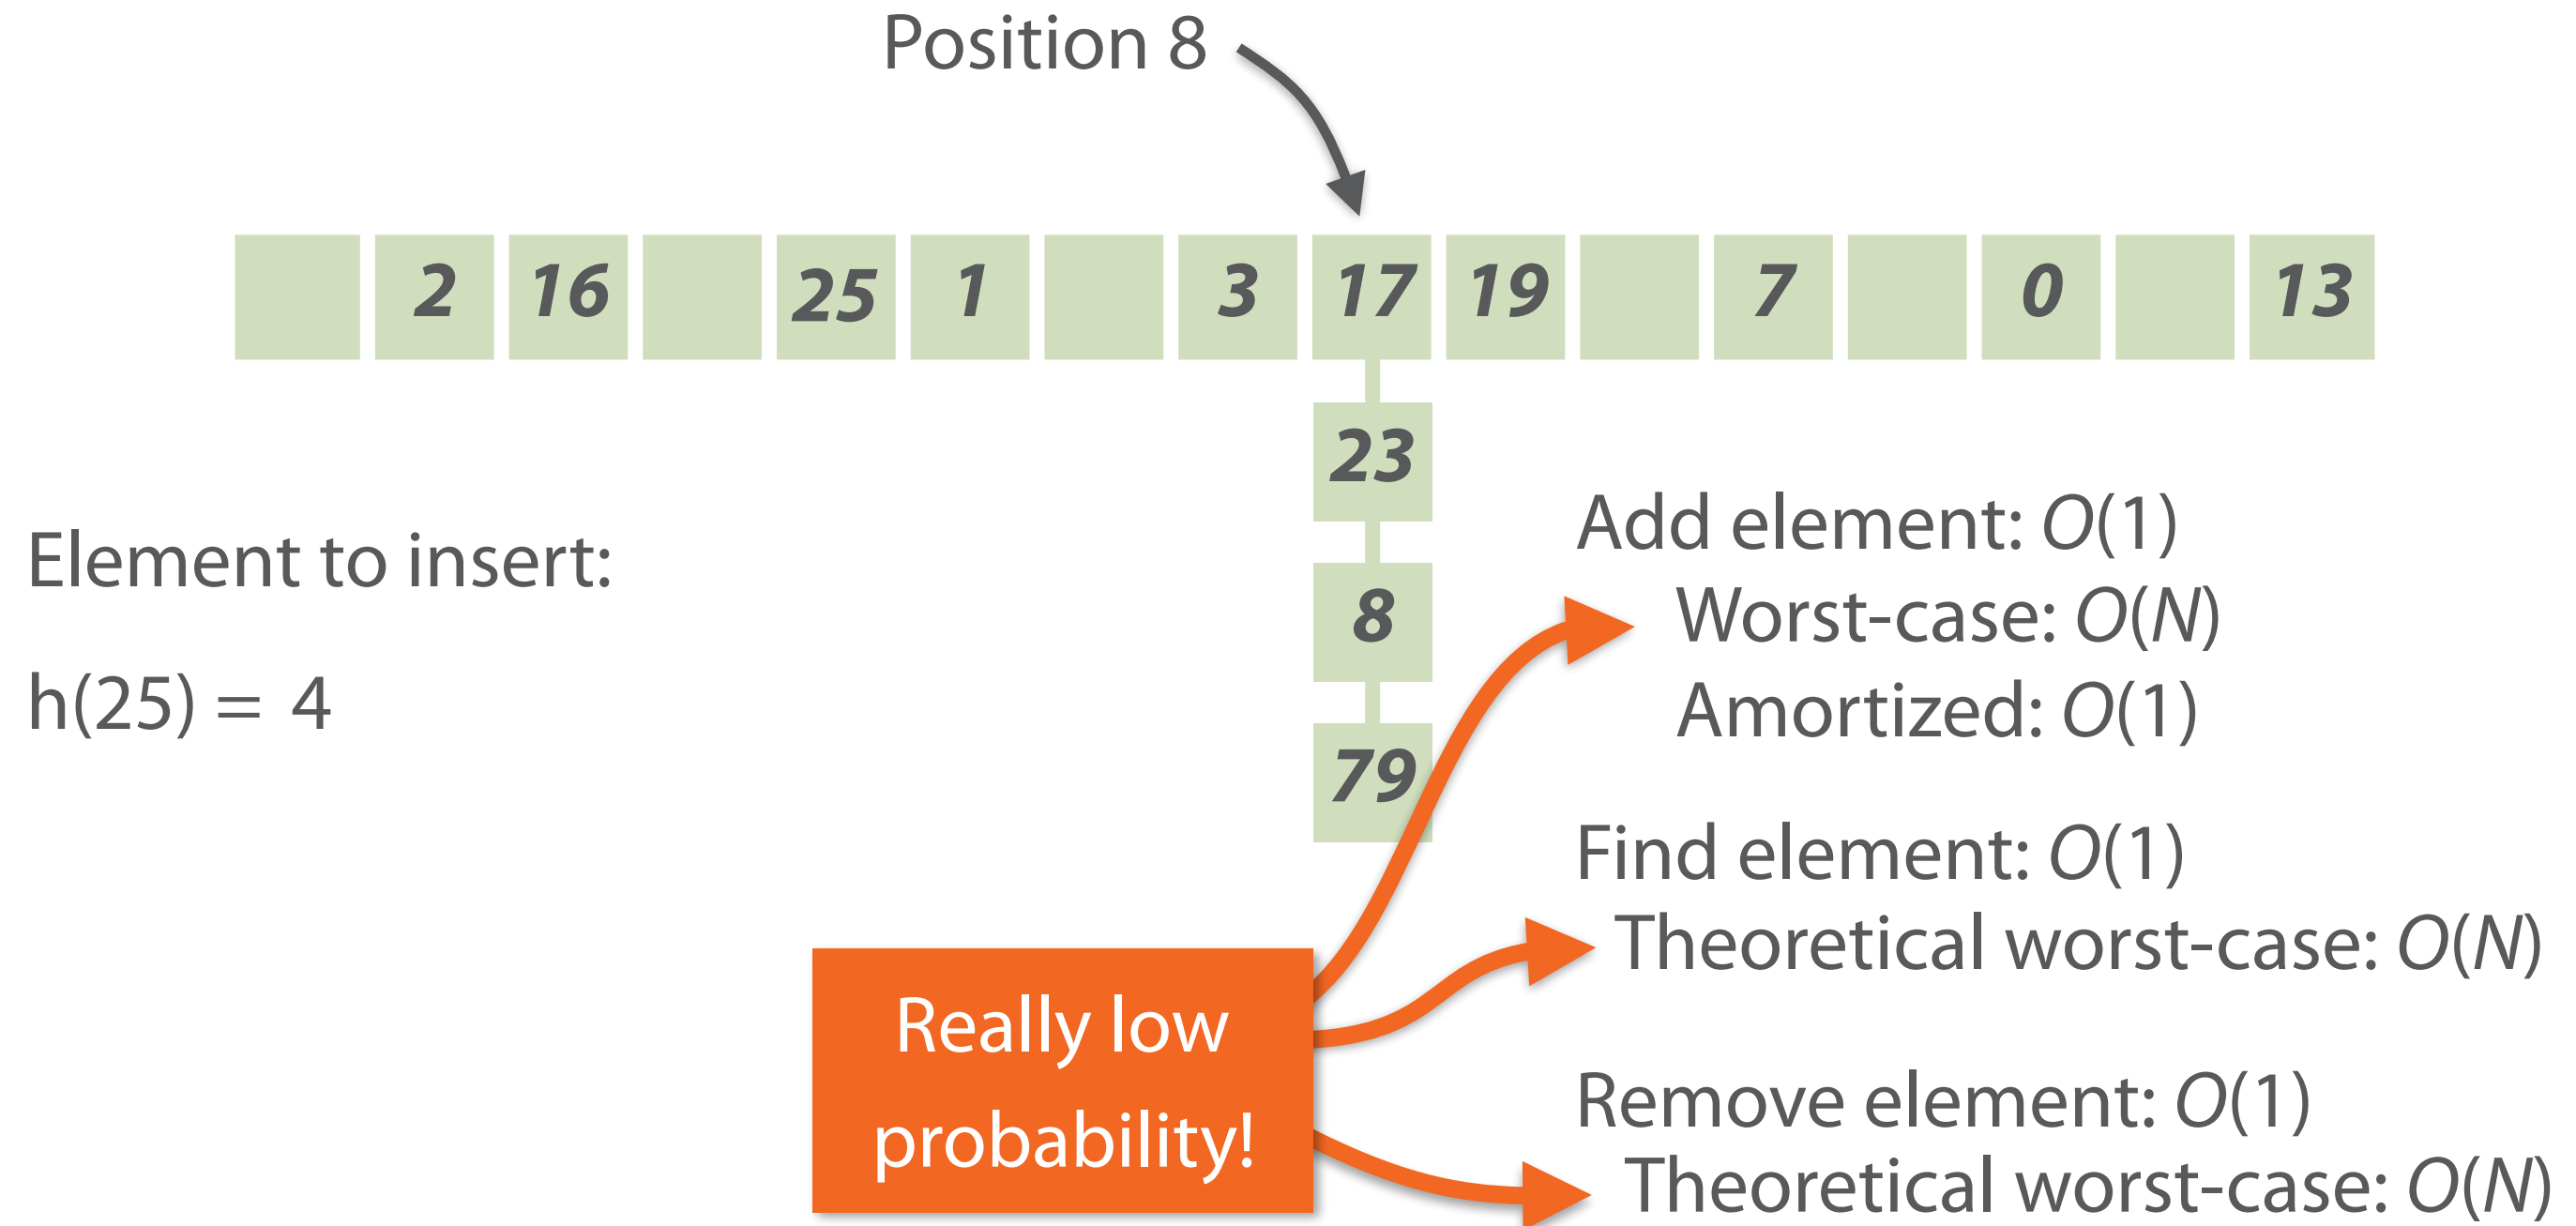 Position 8
2 16 25 1 3 17 19 7 0 13
23
8
79
Element to insert:
h(25) = 4
Add element: O(1)
Worst-case: O(N)
Amortized: O(1)
Find element: O(1)
Theoretical worst-case: O(N)
Remove element: O(1)
Theoretical worst-case: O(N)
Really low
probability!